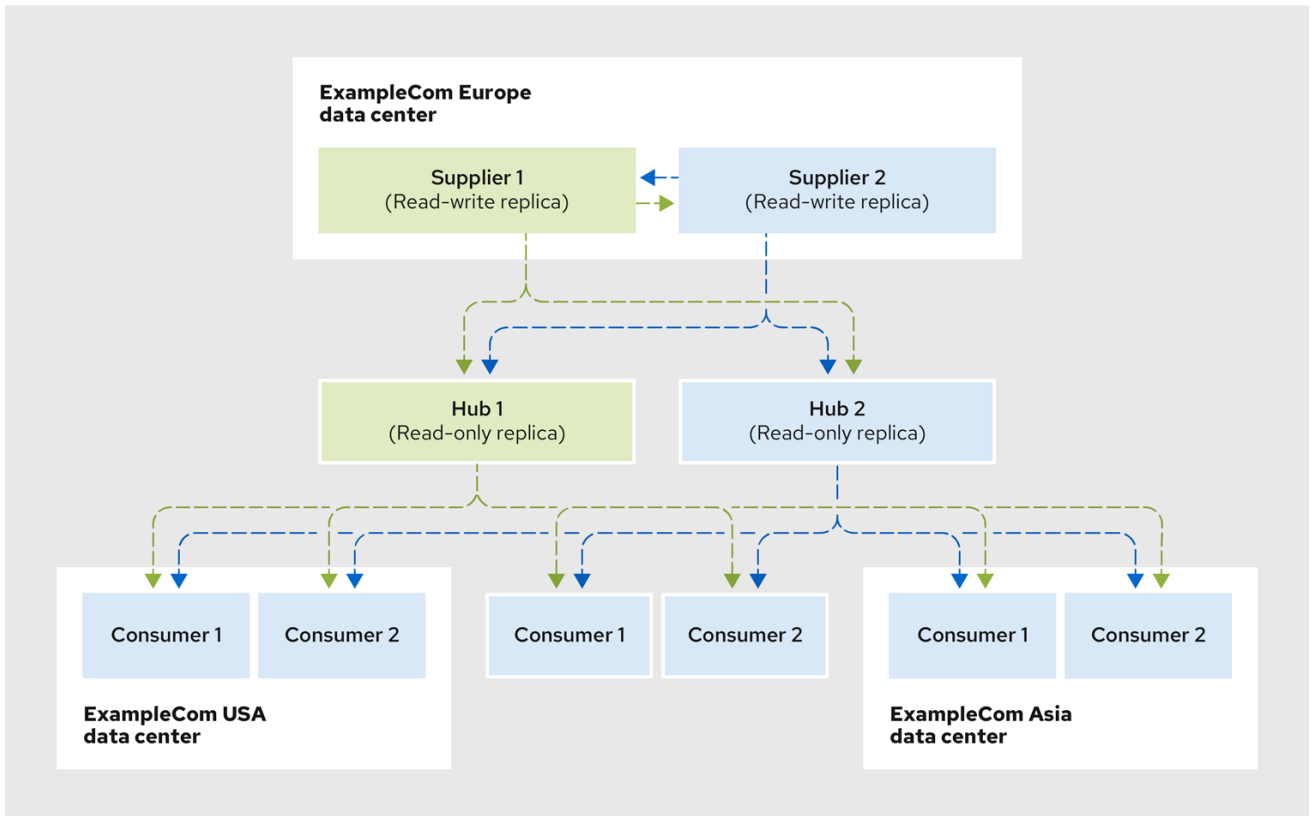 ExampleCom Europe
data center
Supplier 1
(Read-write replica)
Supplier 2
(Read-write replica)
Hub 1
(Read-only replica)
Hub 2
(Read-only replica)
Consumer 1
Consumer 2
Consumer 1
Consumer 2
Consumer 1
Consumer 2
ExampleCom USA
data center
ExampleCom Asia
data center